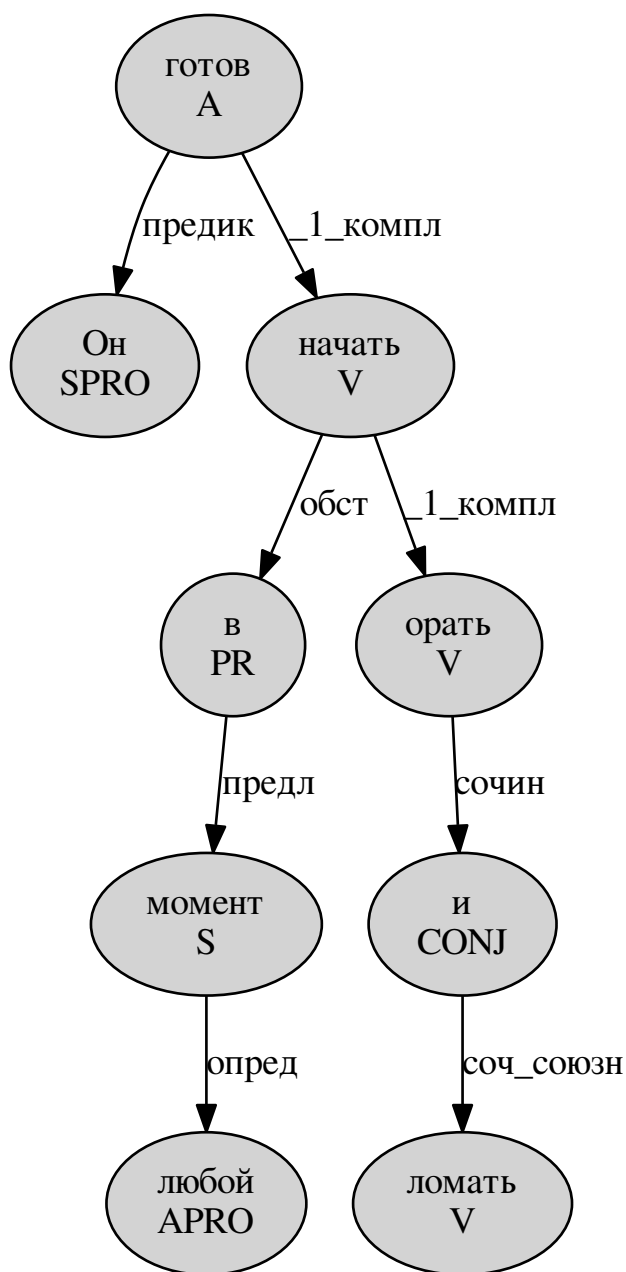 готов
A
предик
_1_компл
Он
SPRO
начать
V
обст
_1_компл
в
PR
орать
V
предл
сочин
момент
S
и
CONJ
опред
соч_союзн
любой
APRO
ломать
V